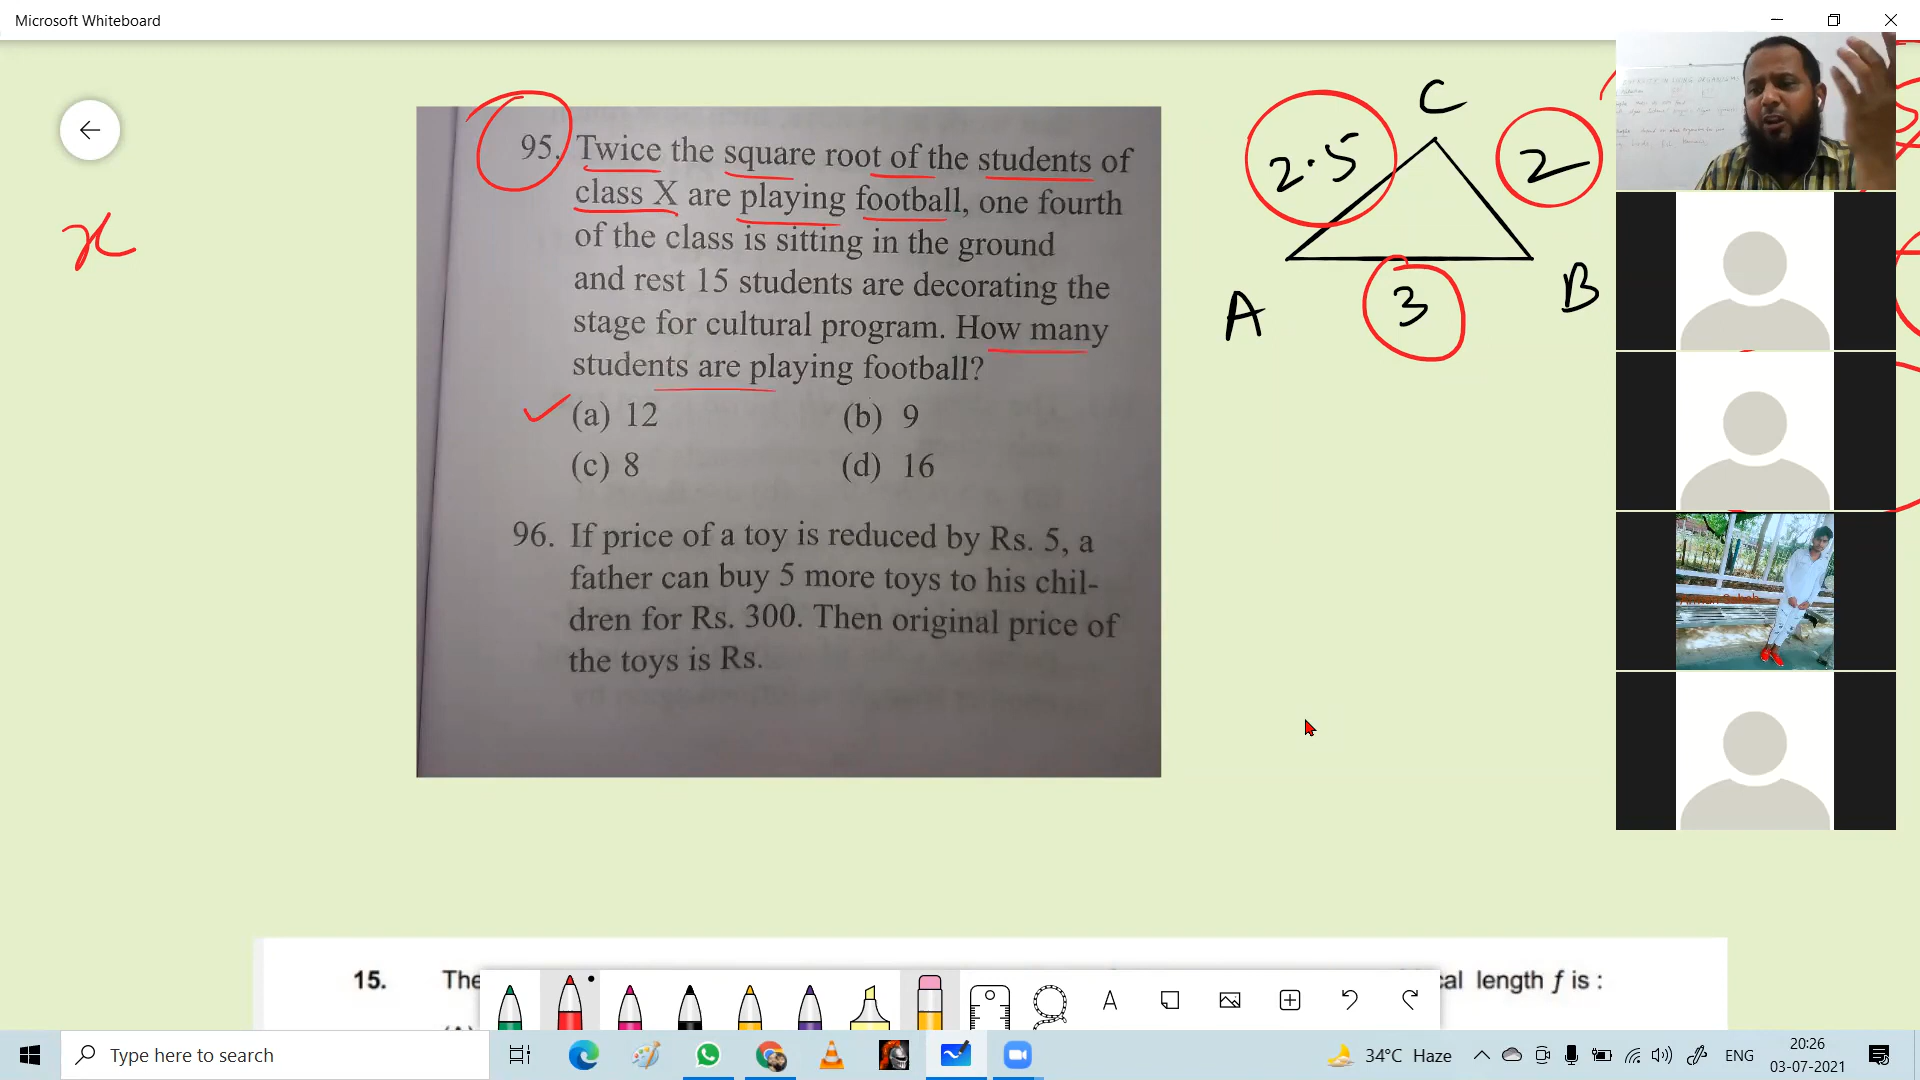 Microsoft Whiteboard
95. Twice the square root of the students of
class X are playing football, one fourth
of the class is sitting in the ground
and rest 15 students are decorating the
stage for cultural program. How many
students are playing football?
(a) 12 (b) 9
(c) 8 (d) 16
96. If price of a toy is reduced by Rs. 5, a
father can buy 5 more toys to his chil-
dren for Rs. 300. Then original price of
the toys is Rs.
x
C
2.5
2
A
3
B
15. The
cal length f is :
Type here to search
34°C Haze
ENG
20:26
03-07-2021